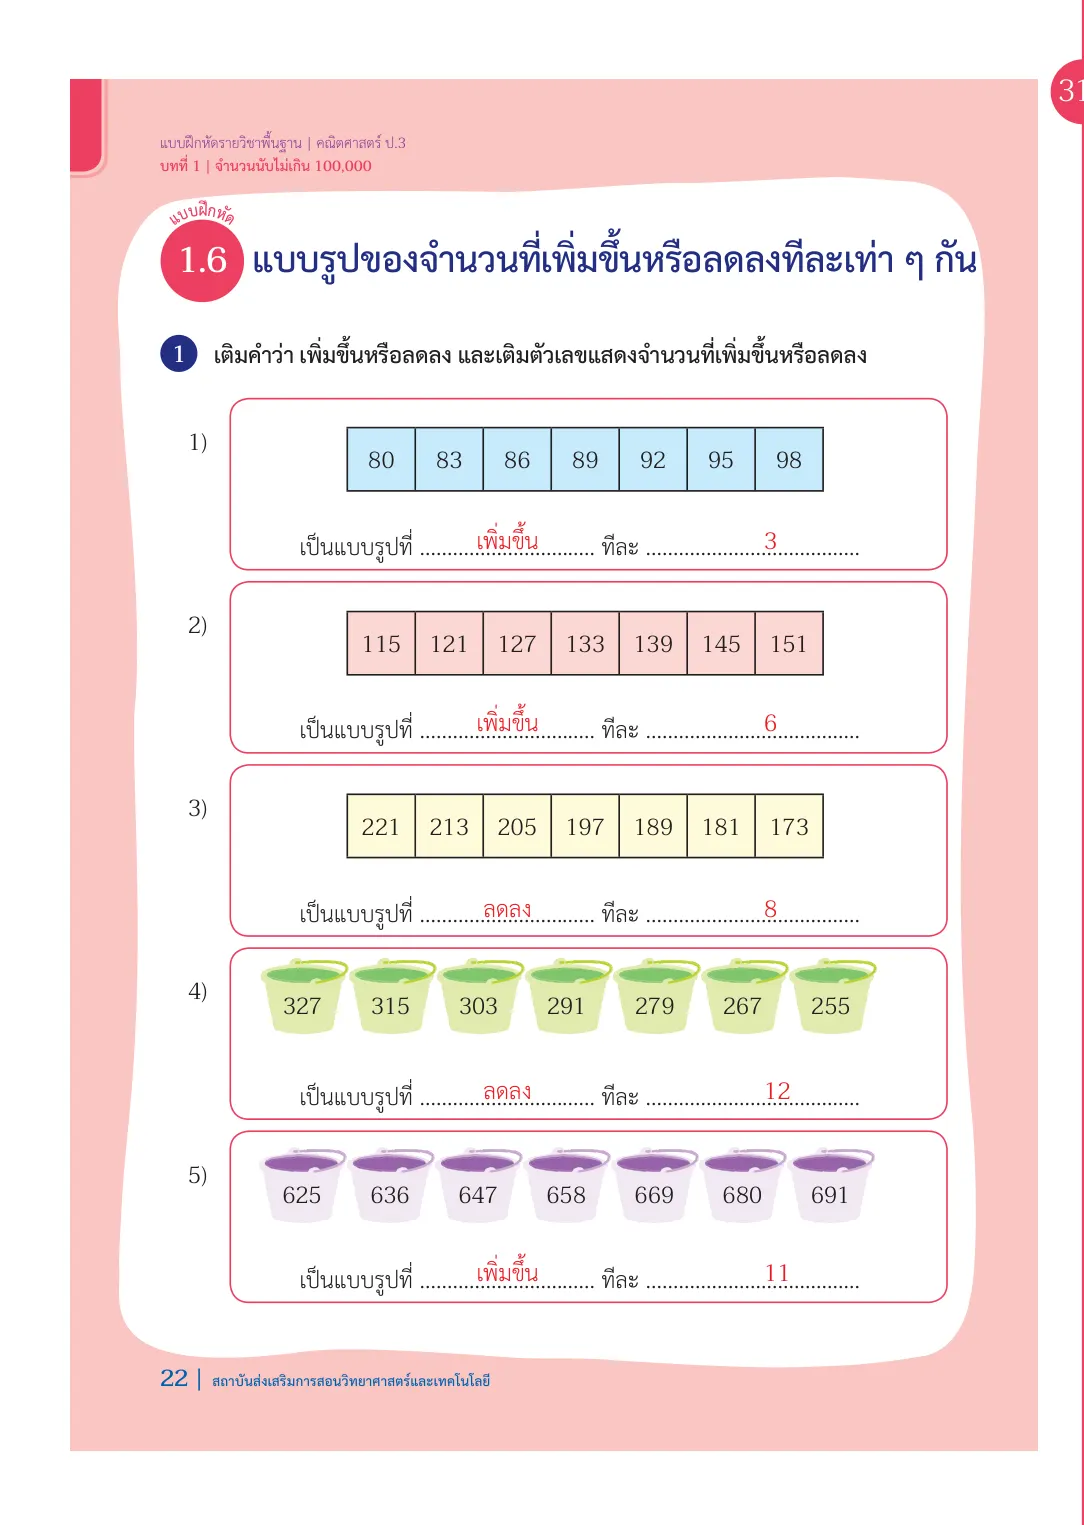 31
แบบฝึกหัดรายวิชาพื้นฐาน | คณิตศาสตร์ ป.3
บทที่ 1 | จำนวนนับไม่เกิน 100,000
แบบฝึกหัด
1.6 แบบรูปของจำนวนที่เพิ่มขึ้นหรือลดลงทีละเท่า ๆ กัน
1 เติมคำว่า เพิ่มขึ้นหรือลดลง และเติมตัวเลขแสดงจำนวนที่เพิ่มขึ้นหรือลดลง
1) 80 83 86 89 92 95 98
เป็นแบบรูปที่ เพิ่มขึ้น ทีละ 3
2) 115 121 127 133 139 145 151
เป็นแบบรูปที่ เพิ่มขึ้น ทีละ 6
3) 221 213 205 197 189 181 173
เป็นแบบรูปที่ ลดลง ทีละ 8
4) 327 315 303 291 279 267 255
เป็นแบบรูปที่ ลดลง ทีละ 12
5) 625 636 647 658 669 680 691
เป็นแบบรูปที่ เพิ่มขึ้น ทีละ 11
22 | สถาบันส่งเสริมการสอนวิทยาศาสตร์และเทคโนโลยี